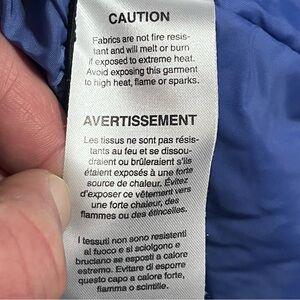 CAUTION
Fabrics are not fire resis-
tant and will melt or burn
if exposed to extreme heat.
Avoid exposing this garment
to high heat, flame or sparks.
AVERTISSEMENT
Les tissus ne sont pas résis-
tants au feu et se dissou-
draient ou brûleraient s'ils
étaient exposés à une forte
source de chaleur. Évitez
d'exposer ce vêtement vers
une forte chaleur, des
flammes ou des étincelles.
I tessuti non sono resistenti
al fuoco e si sciolgono e
bruciano se esposti a calore
estremo. Evitare di esporre
questo capo a calore forte,
fiamma o scintille.